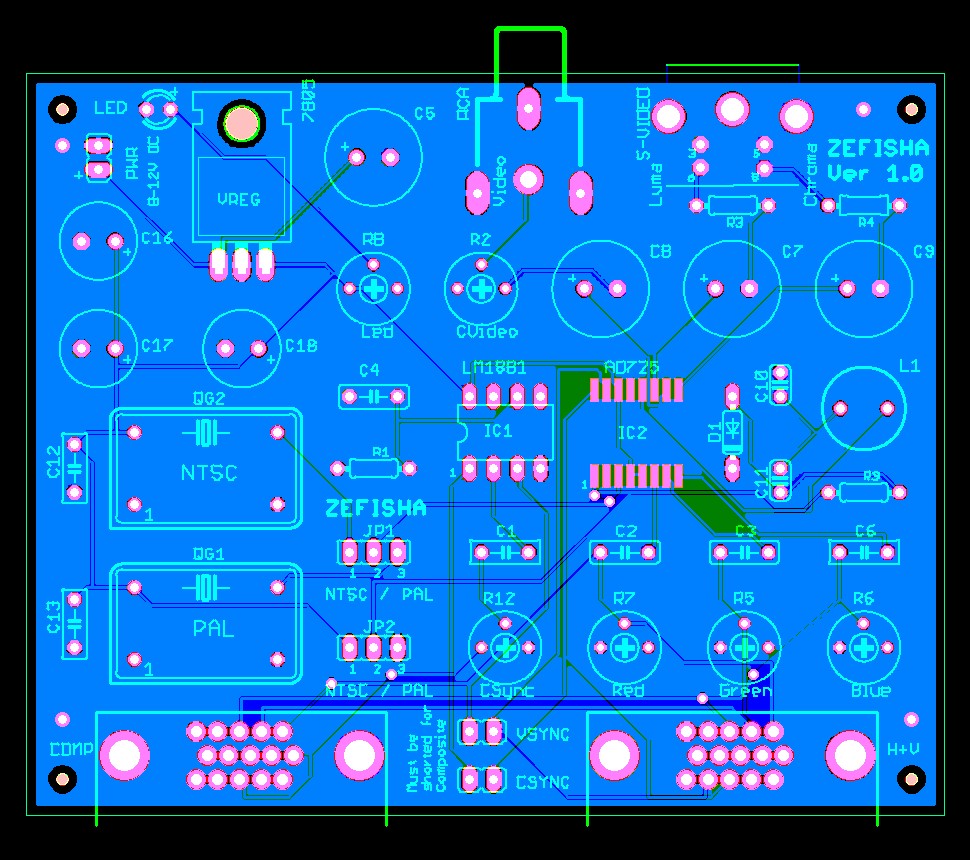 LED
7805
C5
RCA
Video
S-VIDEO
Luma
Chroma
ZEFISHA
Ver 1.0
+
PWR
8-12V DC
+
VREG
+
3
R3
R4
C16
+
R8
R2
C8
C7
C9
+
+
+
Led
CVideo
C17
+
C18
+
LM1881
AD725
C4
L1
C10
QG2
IC1
IC2
D1
C12
NTSC
R1
1
1
C11
R9
1
ZEFISHA
JP1
C1
C2
C3
C6
QG1
1 2 3
NTSC / PAL
C13
PAL
R12
R7
R5
R6
JP2
1
1 2 3
NTSC / PAL
CSync
Red
Green
Blue
COMP
Must be
shorted for
Composite
VSYNC
CSYNC
H+V